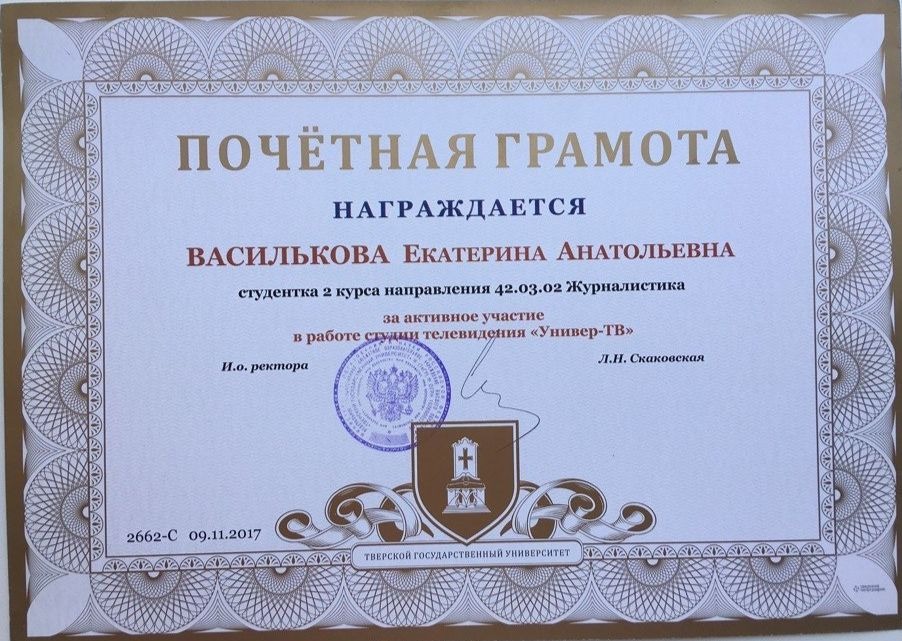 ПОЧЁТНАЯ ГРАМОТА
НАГРАЖДАЕТСЯ
ВАСИЛЬКОВА ЕКАТЕРИНА АНАТОЛЬЕВНА
студентка 2 курса направления 42.03.02 Журналистика
за активное участие
в работе студии телевидения «Универ-ТВ»
И.о. ректора
Л.Н. Скаковская
2662-С 09.11.2017
ТВЕРСКОЙ ГОСУДАРСТВЕННЫЙ УНИВЕРСИТЕТ